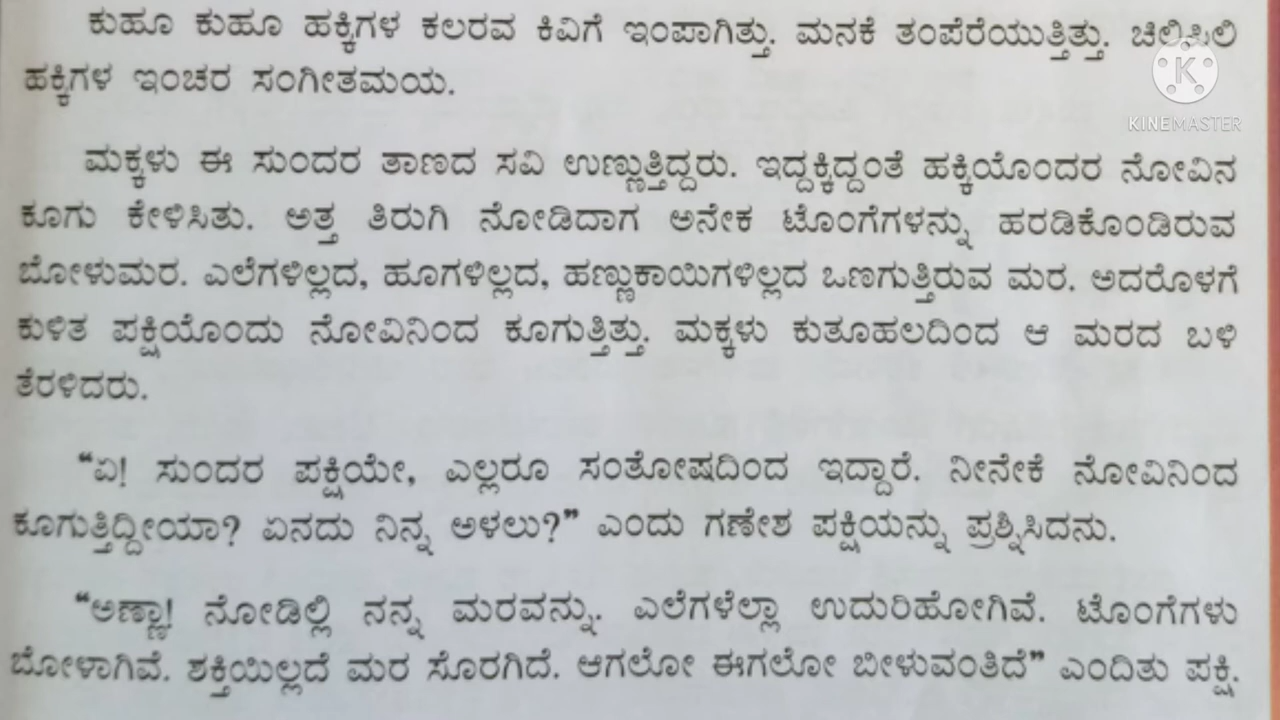 ಕುಹೂ ಕುಹೂ ಹಕ್ಕಿಗಳ ಕಲರವ ಕಿವಿಗೆ ಇಂಪಾಗಿತ್ತು. ಮನಕೆ ತಂಪೆರೆಯುತ್ತಿತ್ತು. ಚಿಲಿಪಿಲಿ
ಹಕ್ಕಿಗಳ ಇಂಚರ ಸಂಗೀತಮಯ.
KINEMASTER
ಮಕ್ಕಳು ಈ ಸುಂದರ ತಾಣದ ಸವಿ ಉಣ್ಣುತ್ತಿದ್ದರು. ಇದ್ದಕ್ಕಿದ್ದಂತೆ ಹಕ್ಕಿಯೊಂದರ ನೋವಿನ
ಕೂಗು ಕೇಳಿಸಿತು. ಅತ್ತ ತಿರುಗಿ ನೋಡಿದಾಗ ಅನೇಕ ಟೊಂಗೆಗಳನ್ನು ಹರಡಿಕೊಂಡಿರುವ
ಬೋಳುಮರ. ಎಲೆಗಳಿಲ್ಲದ, ಹೂಗಳಿಲ್ಲದ, ಹಣ್ಣುಕಾಯಿಗಳಿಲ್ಲದ ಒಣಗುತ್ತಿರುವ ಮರ. ಅದರೊಳಗೆ
ಕುಳಿತ ಪಕ್ಷಿಯೊಂದು ನೋವಿನಿಂದ ಕೂಗುತ್ತಿತ್ತು. ಮಕ್ಕಳು ಕುತೂಹಲದಿಂದ ಆ ಮರದ ಬಳಿ
ತೆರಳಿದರು.
“ಏ! ಸುಂದರ ಪಕ್ಷಿಯೇ, ಎಲ್ಲರೂ ಸಂತೋಷದಿಂದ ಇದ್ದಾರೆ. ನೀನೇಕೆ ನೋವಿನಿಂದ
ಕೂಗುತ್ತಿದ್ದೀಯಾ? ಏನದು ನಿನ್ನ ಅಳಲು?” ಎಂದು ಗಣೇಶ ಪಕ್ಷಿಯನ್ನು ಪ್ರಶ್ನಿಸಿದನು.
“ಅಣ್ಣಾ! ನೋಡಿಲ್ಲಿ ನನ್ನ ಮರವನ್ನು. ಎಲೆಗಳೆಲ್ಲಾ ಉದುರಿಹೋಗಿವೆ. ಟೊಂಗೆಗಳು
ಬೋಳಾಗಿವೆ. ಶಕ್ತಿಯಿಲ್ಲದೆ ಮರ ಸೊರಗಿದೆ. ಆಗಲೋ ಈಗಲೋ ಬೀಳುವಂತಿದೆ” ಎಂದಿತು ಪಕ್ಷಿ.